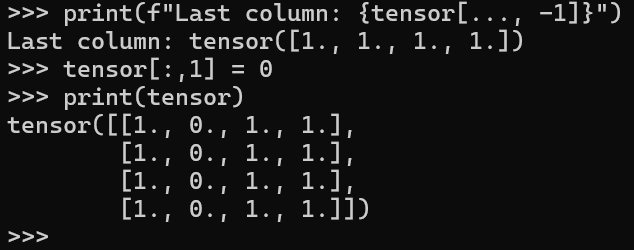 >>> print(f"Last column: {tensor[..., -1]}")
Last column: tensor([1., 1., 1., 1.])
>>> tensor[:,1] = 0
>>> print(tensor)
tensor([[1., 0., 1., 1.],
        [1., 0., 1., 1.],
        [1., 0., 1., 1.],
        [1., 0., 1., 1.]])
>>>